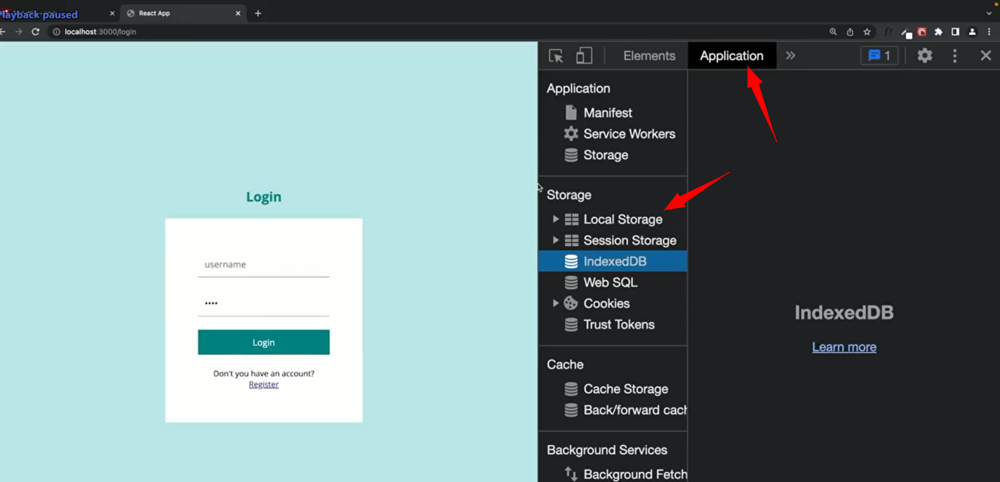 Playback paused
React App
localhost:3000/login
Elements
Application
1
Application
Manifest
Service Workers
Storage
Storage
Local Storage
Session Storage
IndexedDB
Web SQL
Cookies
Trust Tokens
Cache
Cache Storage
Back/forward cach
Background Services
Background Fetch
Login
username
Login
Don't you have an account?
Register
IndexedDB
Learn more